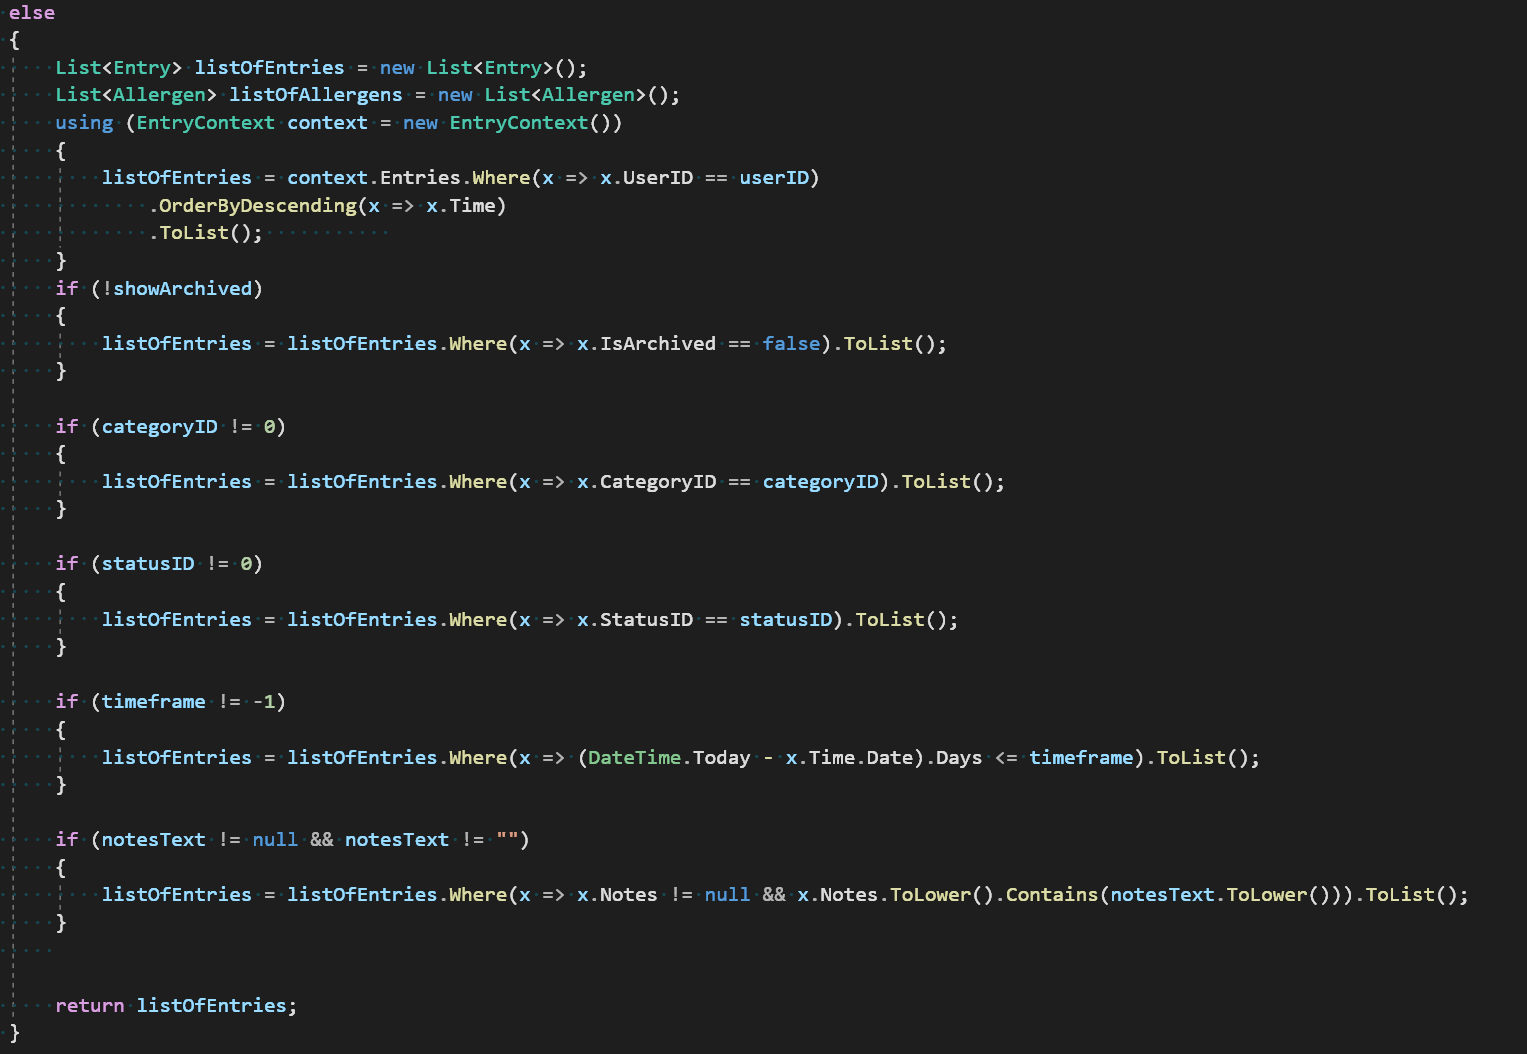 else
{
List<Entry> listOfEntries = new List<Entry>();
List<Allergen> listOfAllergens = new List<Allergen>();
using (EntryContext context = new EntryContext())
{
listOfEntries = context.Entries.Where(x => x.UserID == userID)
.OrderByDescending(x => x.Time)
.ToList();
}
if (!showArchived)
{
listOfEntries = listOfEntries.Where(x => x.IsArchived == false).ToList();
}
if (categoryID != 0)
{
listOfEntries = listOfEntries.Where(x => x.CategoryID == categoryID).ToList();
}
if (statusID != 0)
{
listOfEntries = listOfEntries.Where(x => x.StatusID == statusID).ToList();
}
if (timeframe != -1)
{
listOfEntries = listOfEntries.Where(x => (DateTime.Today - x.Time.Date).Days <= timeframe).ToList();
}
if (notesText != null && notesText != "")
{
listOfEntries = listOfEntries.Where(x => x.Notes != null && x.Notes.ToLower().Contains(notesText.ToLower())).ToList();
}
return listOfEntries;
}